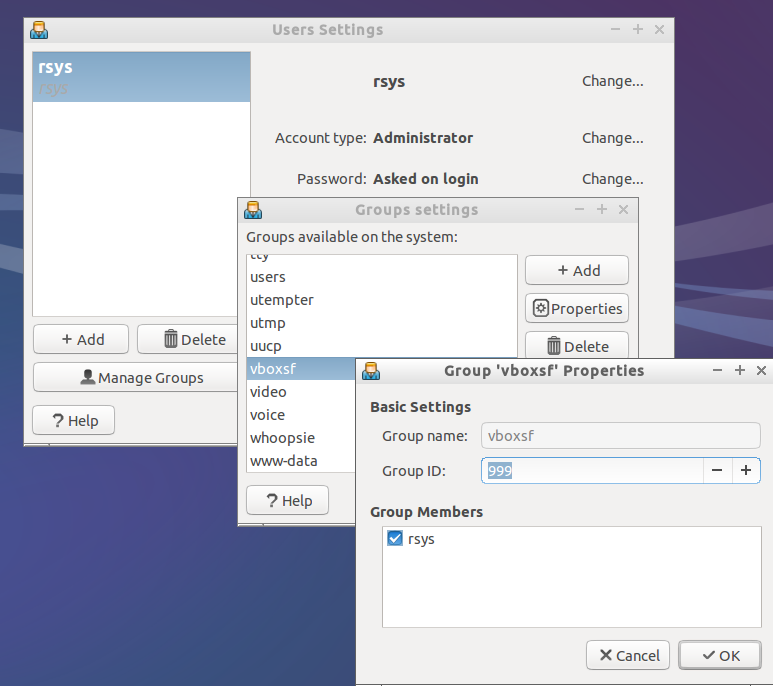 Users Settings
rsys
rsys
rsys
Change...
Account type: Administrator
Change...
Password: Asked on login
Change...
+ Add
Delete
Manage Groups
? Help
Groups settings
Groups available on the system:
tty
users
utempter
utmp
uucp
vboxsf
video
voice
whoopsie
www-data
+ Add
Properties
Delete
? Help
Group 'vboxsf' Properties
Basic Settings
Group name: vboxsf
Group ID: 999
Group Members
rsys
Cancel
OK